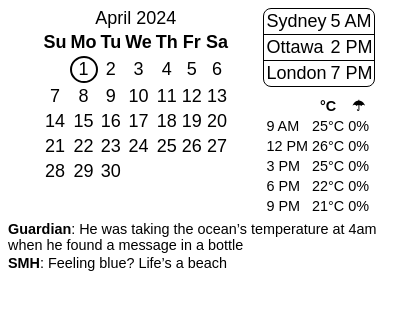 April 2024
Su Mo Tu We Th Fr Sa
1 2 3 4 5 6
7 8 9 10 11 12 13
14 15 16 17 18 19 20
21 22 23 24 25 26 27
28 29 30
Sydney 5 AM
Ottawa 2 PM
London 7 PM
°C ☂
9 AM 25°C 0%
12 PM 26°C 0%
3 PM 25°C 0%
6 PM 22°C 0%
9 PM 21°C 0%
Guardian: He was taking the ocean’s temperature at 4am
when he found a message in a bottle
SMH: Feeling blue? Life’s a beach